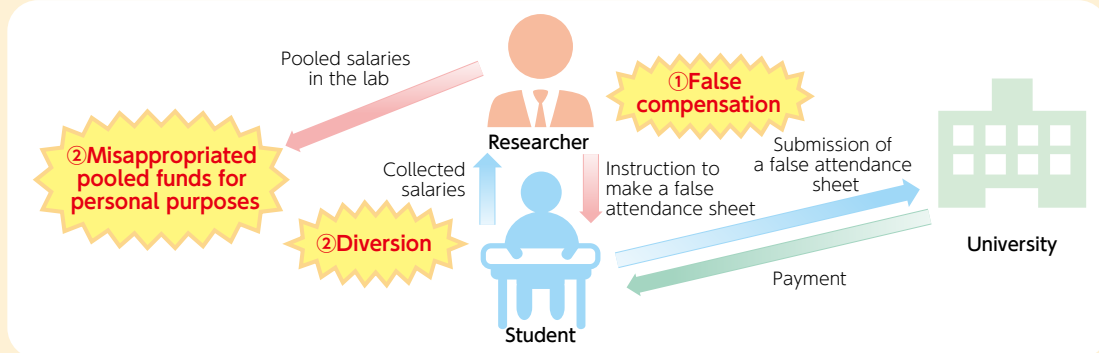 Pooled salaries
in the lab
①False
compensation
Researcher
②Misappropriated
pooled funds for
personal purposes
Collected
salaries
Instruction to
make a false
attendance sheet
Submission of
a false attendance
sheet
②Diversion
University
Payment
Student